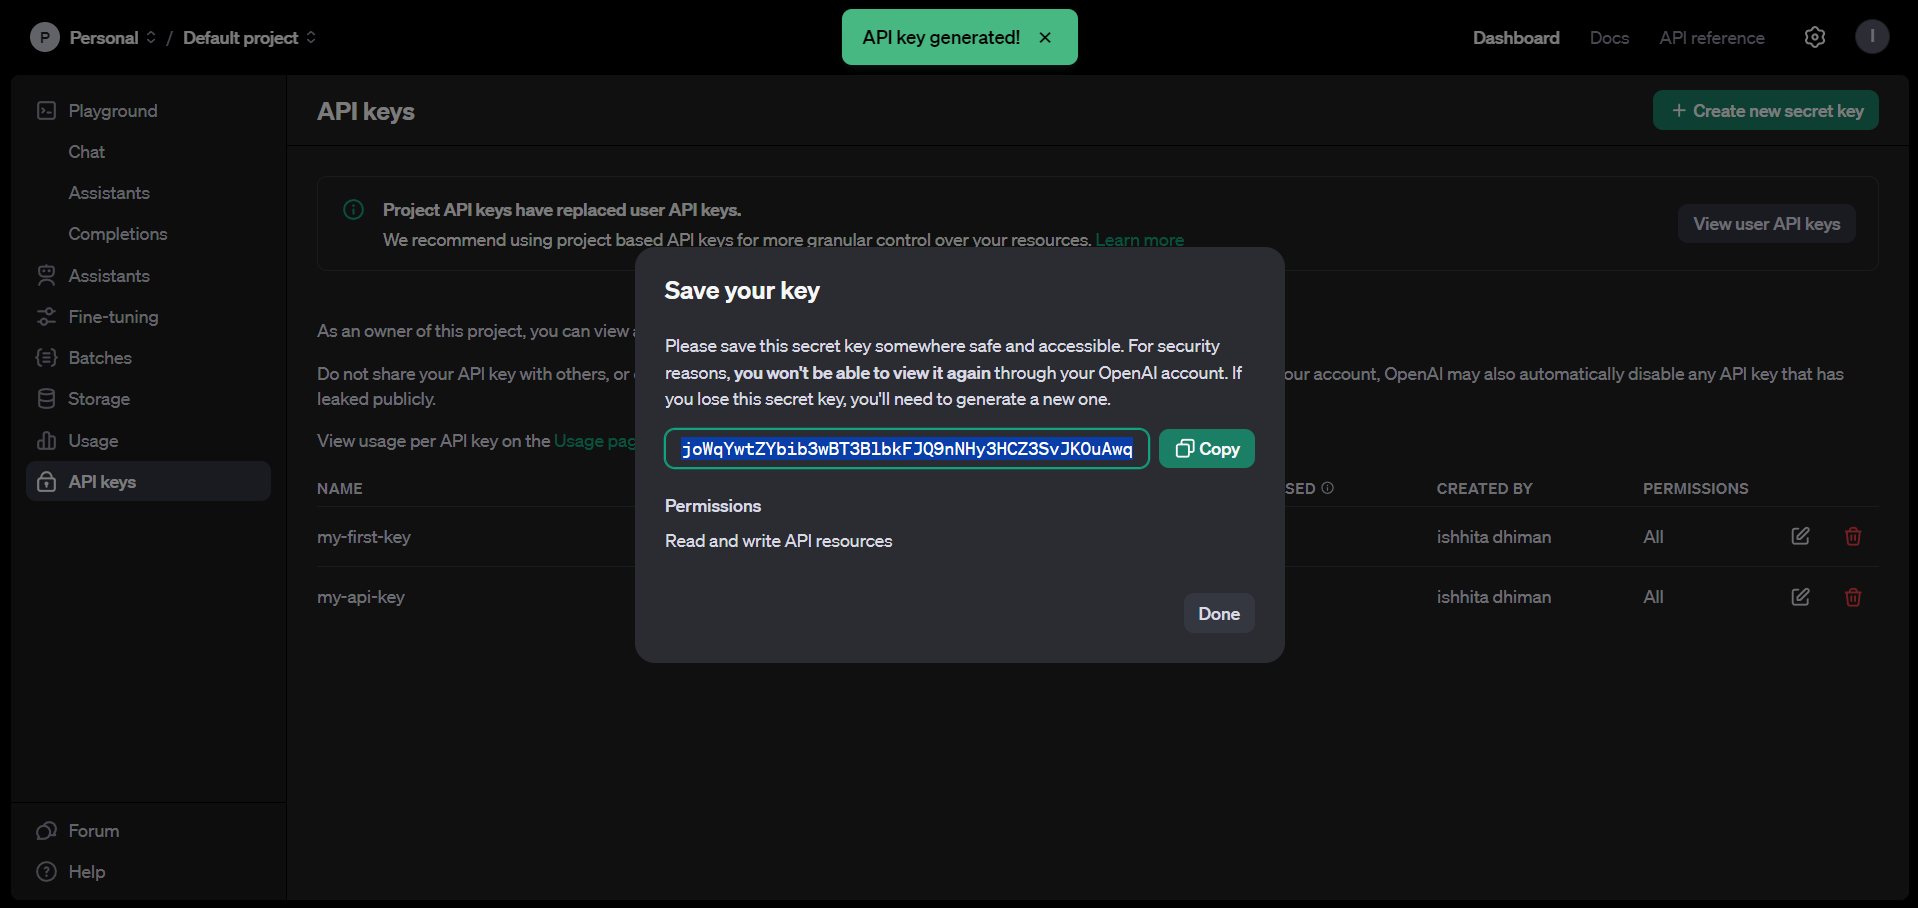 API key generated!
P Personal / Default project
Dashboard Docs API reference I
Playground
Chat
Assistants
Completions
Assistants
Fine-tuning
Batches
Storage
Usage
API keys
Forum
Help
API keys
+ Create new secret key
Project API keys have replaced user API keys.
We recommend using project based API keys for more granular control over your resources. Learn more
View user API keys
As an owner of this project, you can view
Do not share your API key with others, or
our account, OpenAI may also automatically disable any API key that has
leaked publicly.
View usage per API key on the Usage pag
NAME SED CREATED BY PERMISSIONS
my-first-key ishhita dhiman All
my-api-key ishhita dhiman All
Save your key
Please save this secret key somewhere safe and accessible. For security
reasons, you won't be able to view it again through your OpenAI account. If
you lose this secret key, you'll need to generate a new one.
joWqYwtZYbib3wBT3BlbkFJQ9nNHy3HCZ3SvJKOuAwq
Copy
Permissions
Read and write API resources
Done